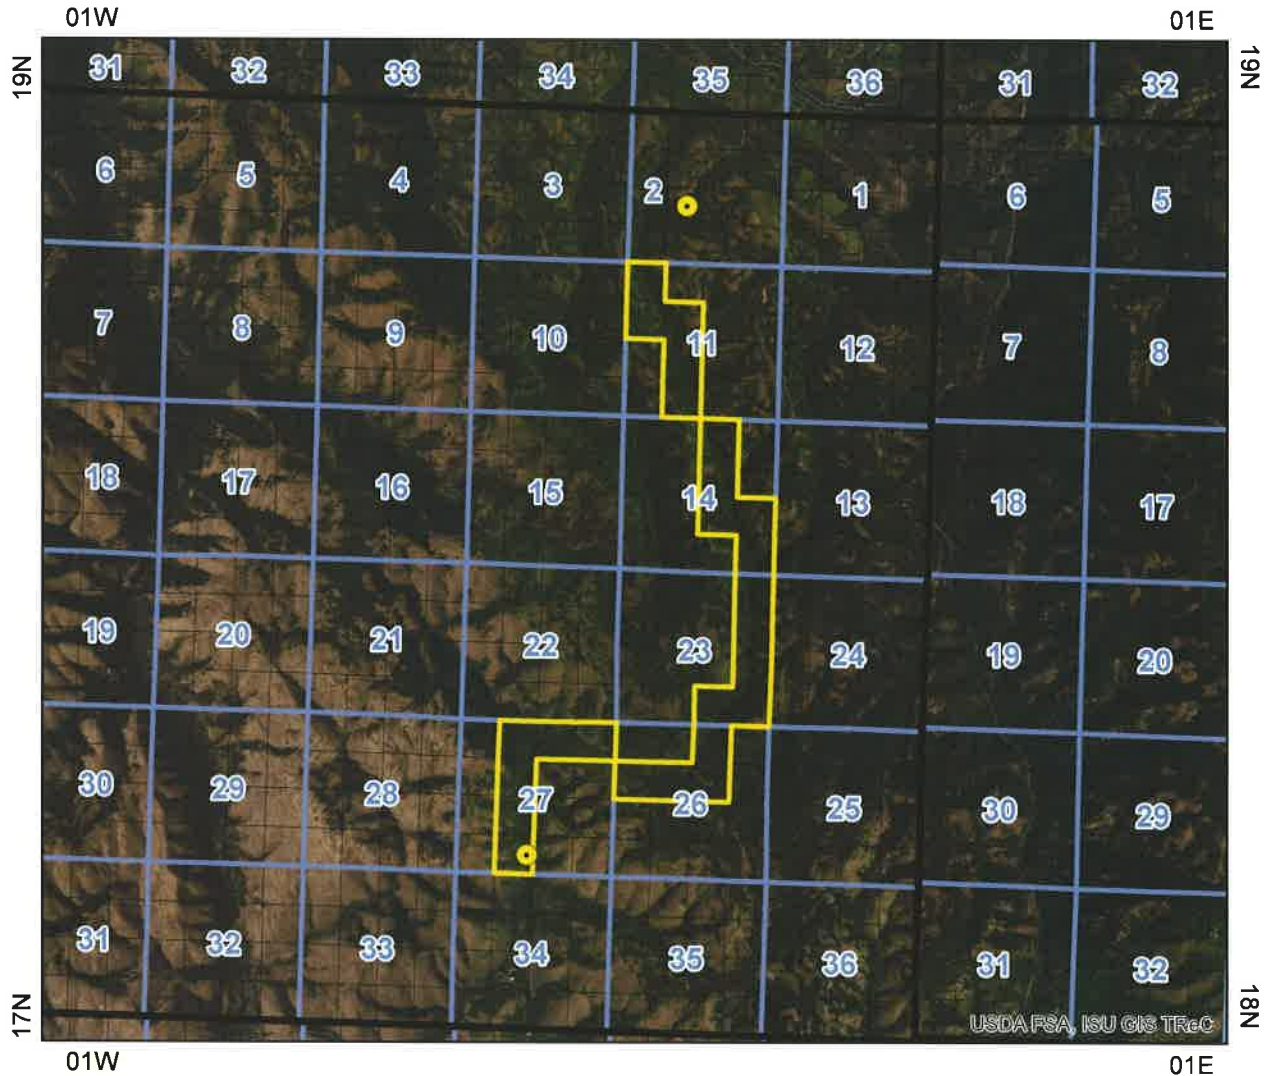 01W 01E
19N 19N
31 32 33 34 35 36 31 32
6 5 4 3 2 1 6 5
7 8 9 10 11 12 7 8
18 17 16 15 14 13 18 17
19 20 21 22 23 24 19 20
30 29 28 27 26 25 30 29
31 32 33 34 35 36 31 32
17N 18N
USDA FSA, ISU GIS TReC
01W 01E